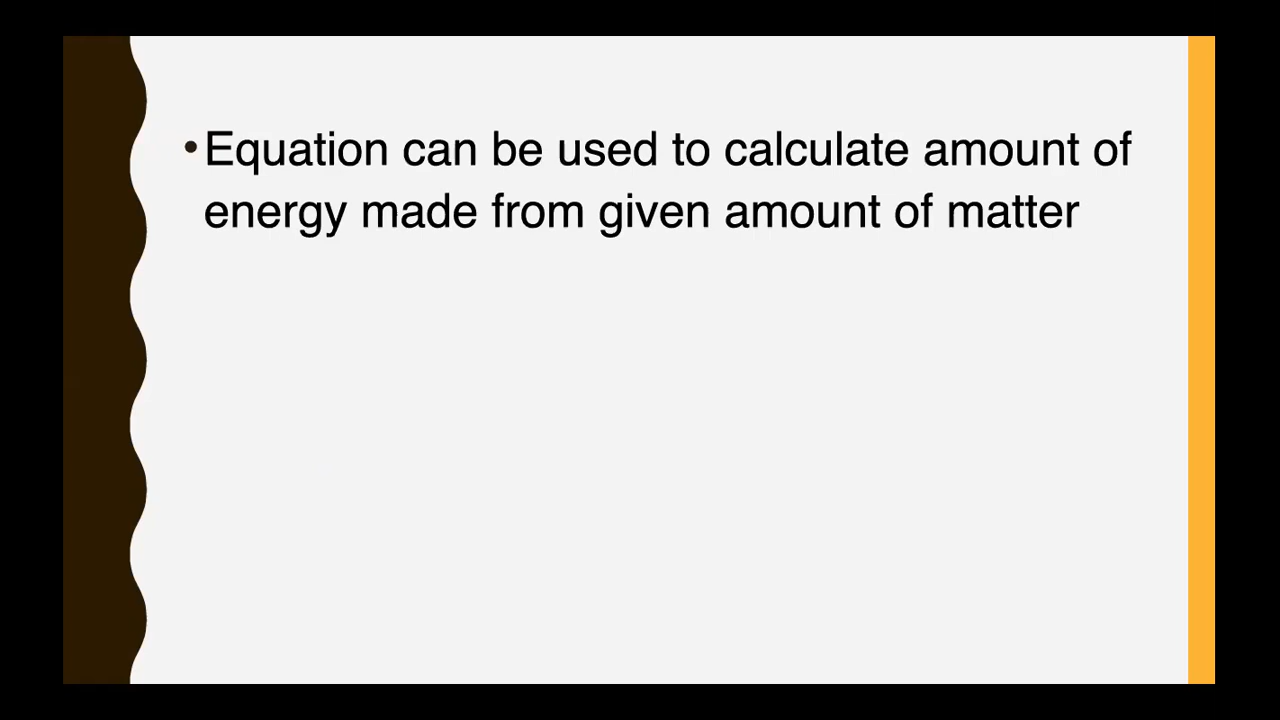 •Equation can be used to calculate amount of
energy made from given amount of matter